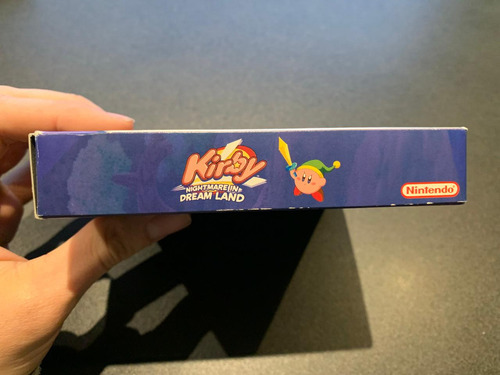 Kirby
NIGHTMARE IN
DREAM LAND
Nintendo